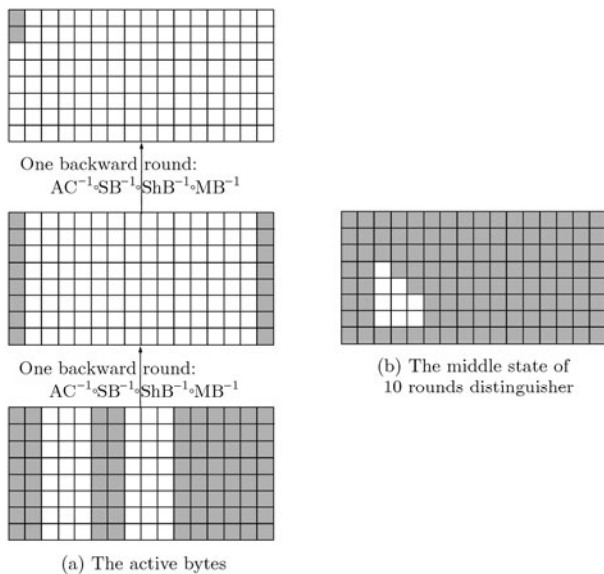 One backward round:
AC⁻¹∘SB⁻¹∘ShB⁻¹∘MB⁻¹
One backward round:
AC⁻¹∘SB⁻¹∘ShB⁻¹∘MB⁻¹
(a) The active bytes
(b) The middle state of
10 rounds distinguisher